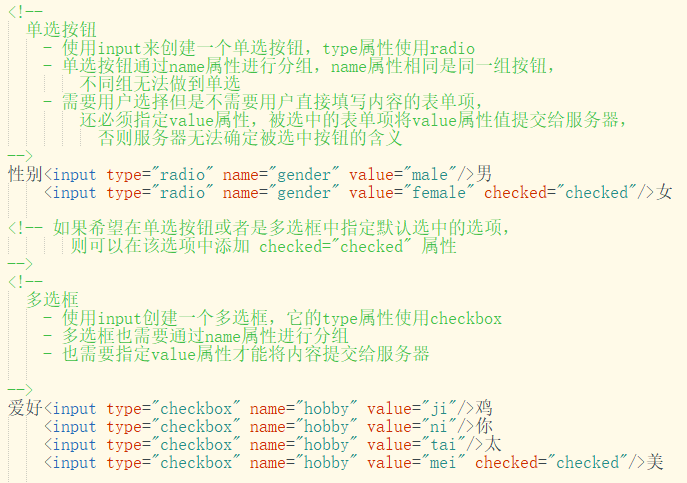 <!--
单选按钮
- 使用input来创建一个单选按钮，type属性使用radio
- 单选按钮通过name属性进行分组，name属性相同是同一组按钮，
不同组无法做到单选
- 需要用户选择但是不需要用户直接填写内容的表单项，
还必须指定value属性，被选中的表单项将value属性值提交给服务器，
否则服务器无法确定被选中按钮的含义
-->
性别<input type="radio" name="gender" value="male"/>男
<input type="radio" name="gender" value="female" checked="checked"/>女
<!-- 如果希望在单选按钮或者是多选框中指定默认选中的选项，
则可以在该选项中添加 checked="checked" 属性
-->
<!--
多选框
- 使用input创建一个多选框，它的type属性使用checkbox
- 多选框也需要通过name属性进行分组
- 也需要指定value属性才能将内容提交给服务器
-->
爱好<input type="checkbox" name="hobby" value="ji"/>鸡
<input type="checkbox" name="hobby" value="ni"/>你
<input type="checkbox" name="hobby" value="tai"/>太
<input type="checkbox" name="hobby" value="mei" checked="checked"/>美